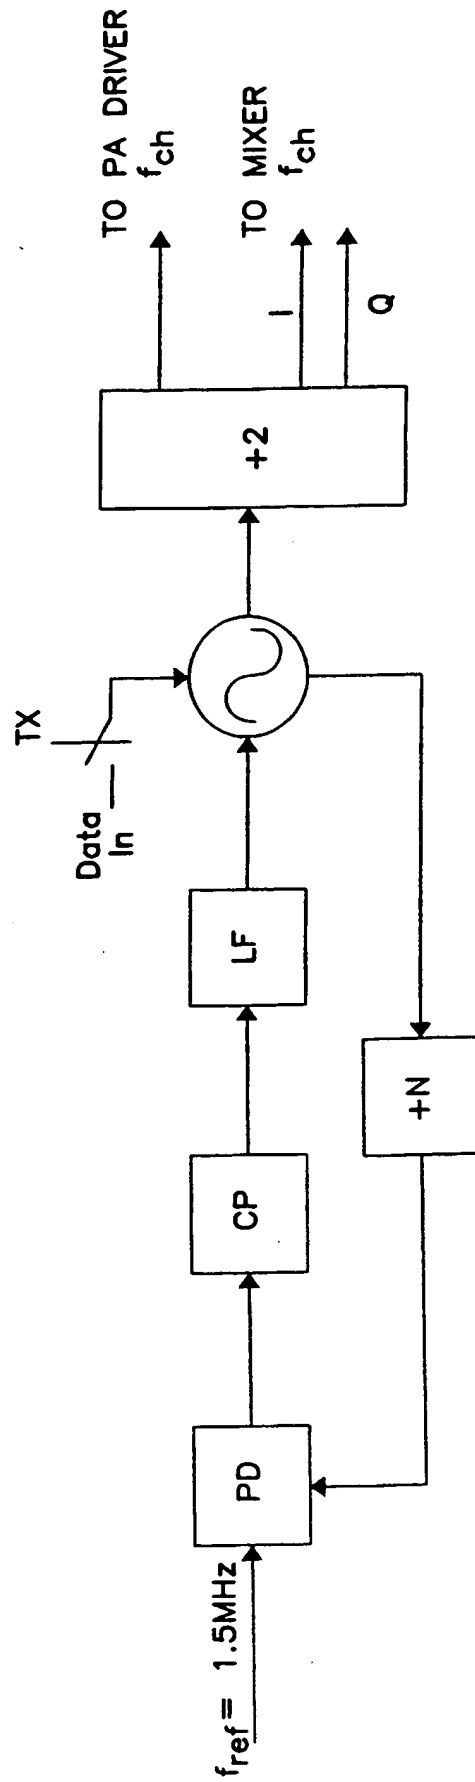 TX
Data
In
f_ref = 1.5MHz
PD
CP
LF
+2
+N
TO PA DRIVER
f_ch
TO MIXER
f_ch
I
Q